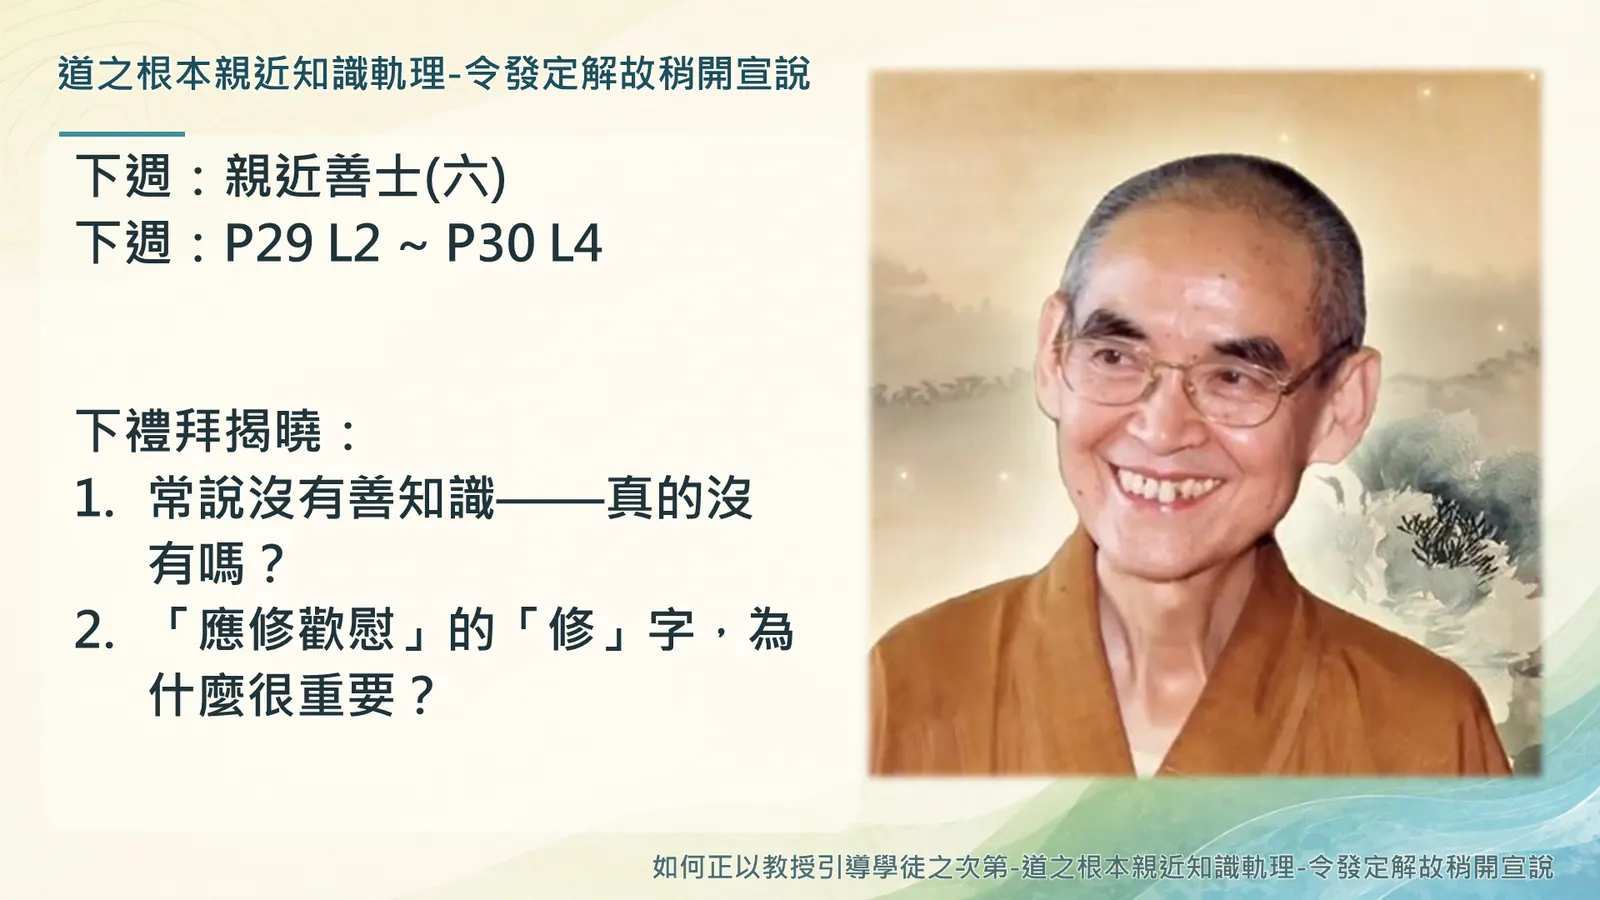 道之根本親近知識軌理-令發定解故稍開宣說
下週：親近善士(六)
下週：P29 L2 ~ P30 L4
下禮拜揭曉：
1. 常說沒有善知識——真的沒
有嗎？
2. 「應修歡慰」的「修」字，為
什麼很重要？
如何正以教授引導學徒之次第-道之根本親近知識軌理-令發定解故稍開宣說